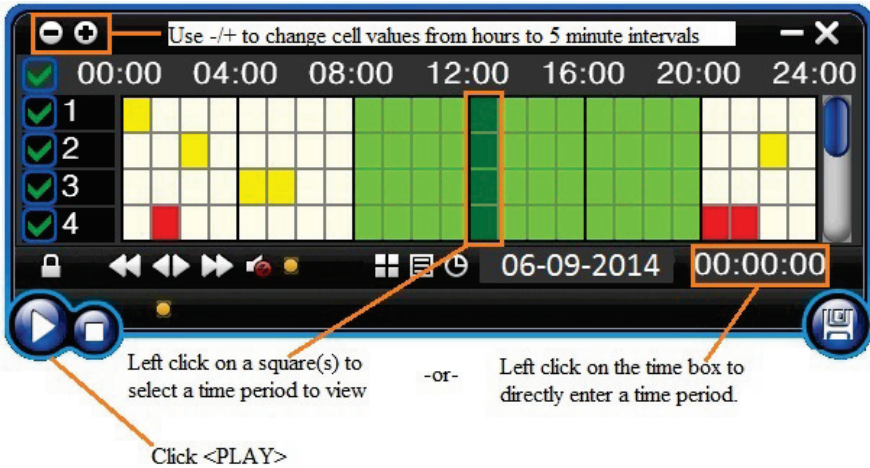 Use -/+ to change cell values from hours to 5 minute intervals
00:00 04:00 08:00 12:00 16:00 20:00 24:00
1
2
3
4
06-09-2014 00:00:00
Left click on a square(s) to
select a time period to view
-or-
Left click on the time box to
directly enter a time period.
Click <PLAY>